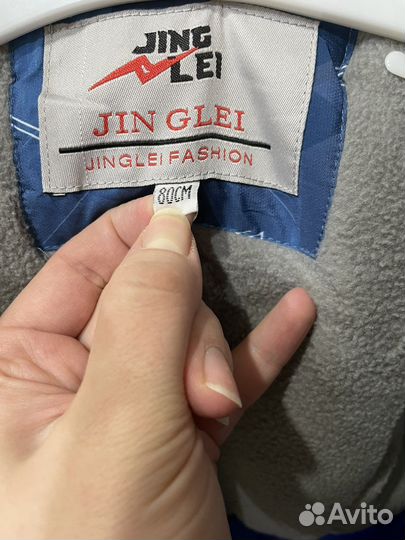 JING
LEI
JIN GLEI
JINGLEI FASHION
80CM
Avito